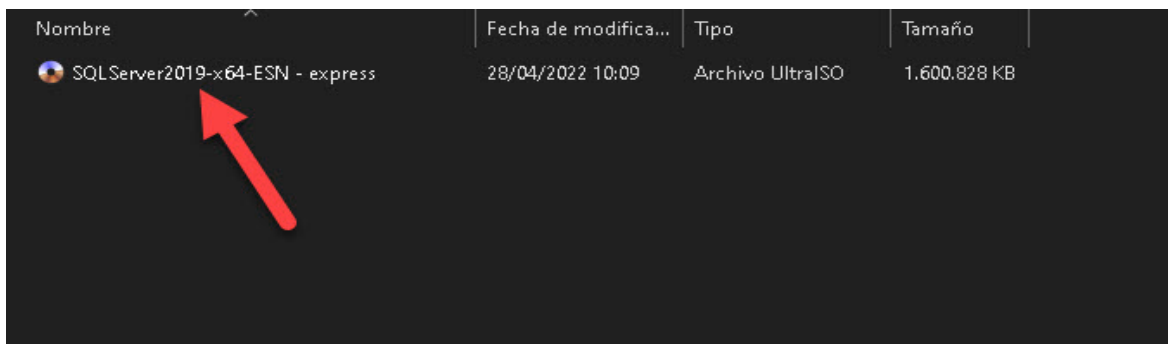 Nombre Fecha de modifica... Tipo Tamaño
SQLServer2019-x64-ESN - express 28/04/2022 10:09 Archivo UltraISO 1.600.828 KB